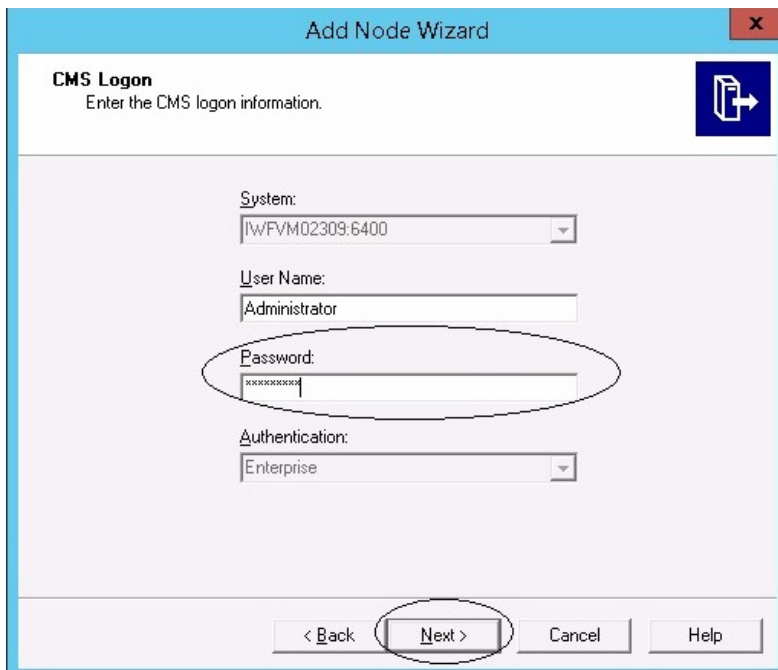 Add Node Wizard
x
CMS Logon
Enter the CMS logon information.
System:
IWFVM02309:6400
User Name:
Administrator
Password:
*********
Authentication:
Enterprise
< Back
Next >
Cancel
Help